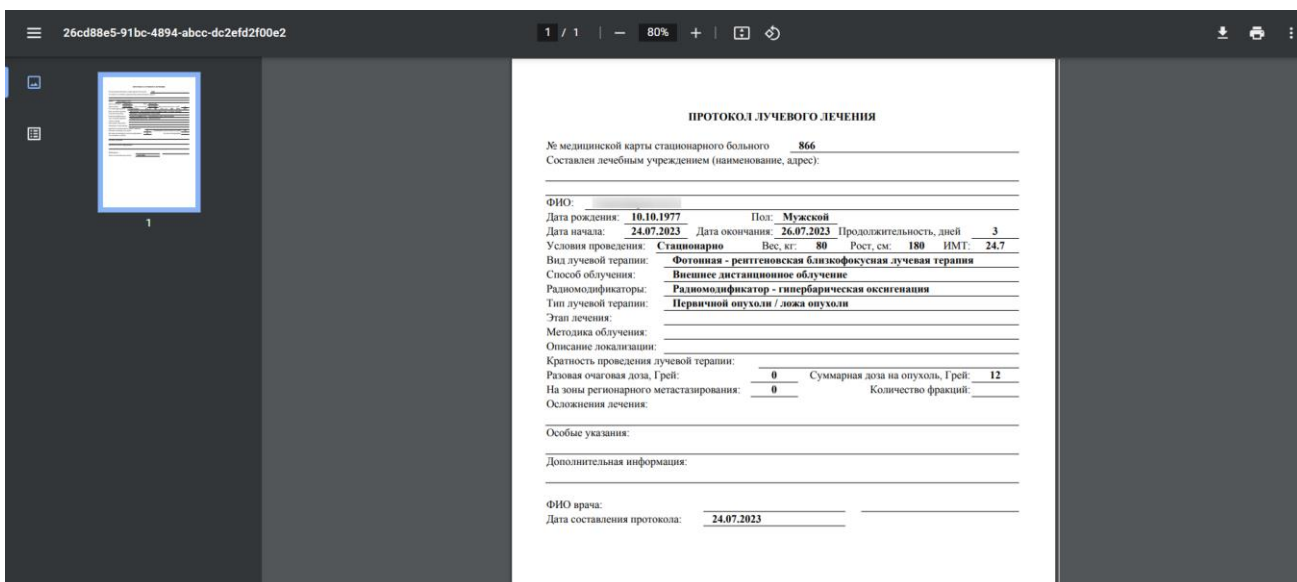 26cd88e5-91bc-4894-abcc-dc2efd2f00e2
1 / 1
80%
1
ПРОТОКОЛ ЛУЧЕВОГО ЛЕЧЕНИЯ
№ медицинской карты стационарного больного 866
Составлен лечебным учреждением (наименование, адрес):
ФИО:
Дата рождения: 10.10.1977 Пол: Мужской
Дата начала: 24.07.2023 Дата окончания: 26.07.2023 Продолжительность, дней 3
Условия проведения: Стационарно Вес, кг: 80 Рост, см: 180 ИМТ: 24.7
Вид лучевой терапии: Фотонная - рентгеновская близкофокусная лучевая терапия
Способ облучения: Внешнее дистанционное облучение
Радиомодификаторы: Радиомодификатор - гипербарическая оксигенация
Тип лучевой терапии: Первичной опухоли / ложа опухоли
Этап лечения:
Методика облучения:
Описание локализации:
Кратность проведения лучевой терапии:
Разовая очаговая доза, Грей: 0 Суммарная доза на опухоль, Грей: 12
На зоны регионарного метастазирования: 0 Количество фракций:
Осложнения лечения:
Особые указания:
Дополнительная информация:
ФИО врача:
Дата составления протокола: 24.07.2023